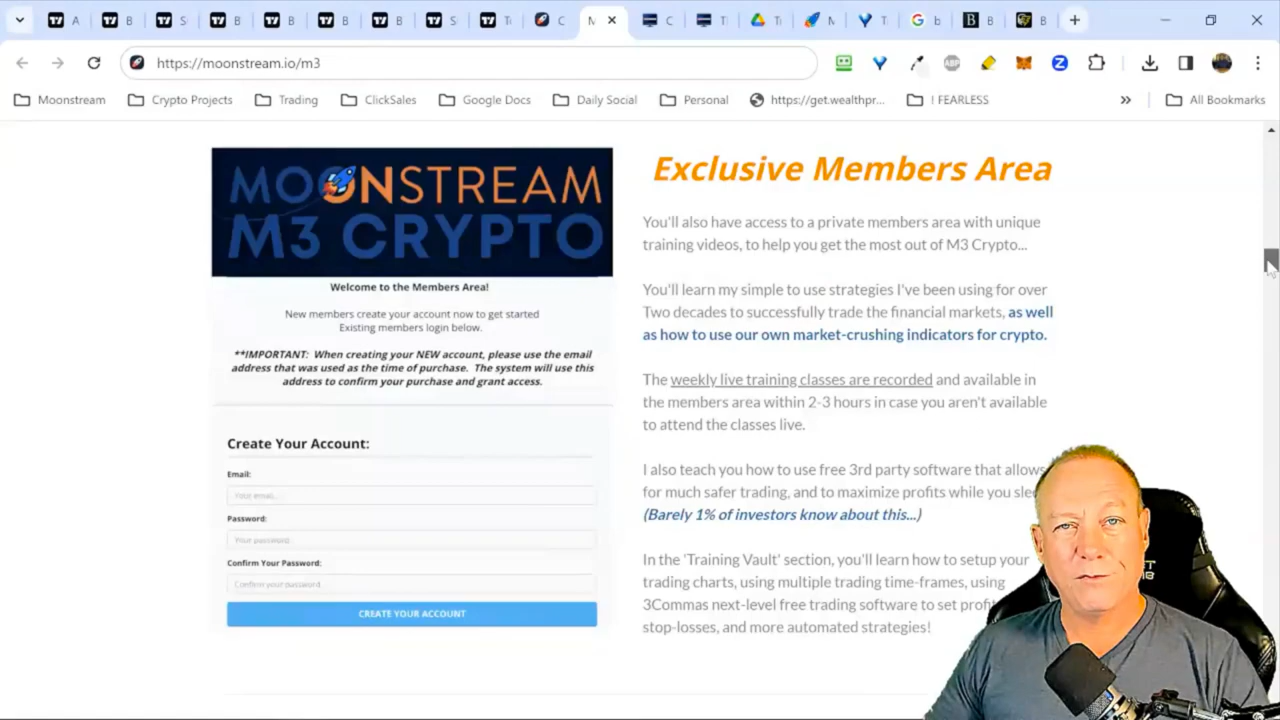 A
B
S
B
B
B
B
S
T
C
M
C
T
T
M
T
b
B
B
https://moonstream.io/m3
ABP
Moonstream
Crypto Projects
Trading
ClickSales
Google Docs
Daily Social
Personal
https://get.wealthpr...
! FEARLESS
All Bookmarks
MOONSTREAM
M3 CRYPTO
Welcome to the Members Area!
New members create your account now to get started
Existing members login below.
**IMPORTANT: When creating your NEW account, please use the email
address that was used as the time of purchase. The system will use this
address to confirm your purchase and grant access.
Create Your Account:
Email:
Your email...
Password:
Your password
Confirm Your Password:
Confirm your password
CREATE YOUR ACCOUNT
Exclusive Members Area
You'll also have access to a private members area with unique
training videos, to help you get the most out of M3 Crypto...
You'll learn my simple to use strategies I've been using for over
Two decades to successfully trade the financial markets, as well
as how to use our own market-crushing indicators for crypto.
The weekly live training classes are recorded and available in
the members area within 2-3 hours in case you aren't available
to attend the classes live.
I also teach you how to use free 3rd party software that allows
for much safer trading, and to maximize profits while you
(Barely 1% of investors know about this...)
In the 'Training Vault' section, you'll learn how to setup your
trading charts, using multiple trading time-frames, using
3Commas next-level free trading software to set
stop-losses, and more automated strategies!